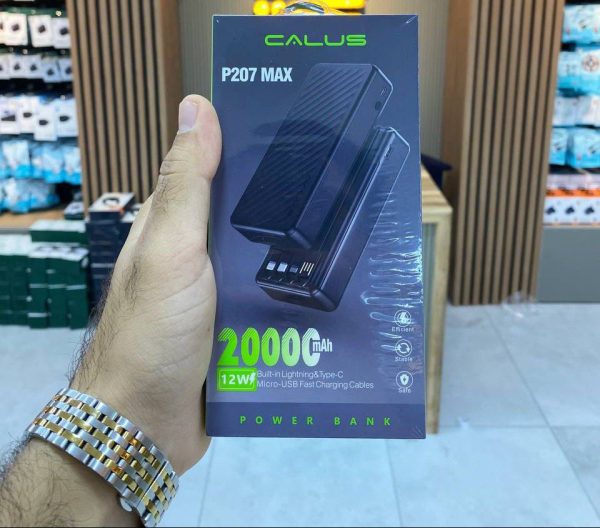 CALUS
P207 MAX
20000mAh
12W
Built-in Lightning&Type-C
Micro-USB Fast Charging Cables
Efficient
Stable
Safe
POWER BANK